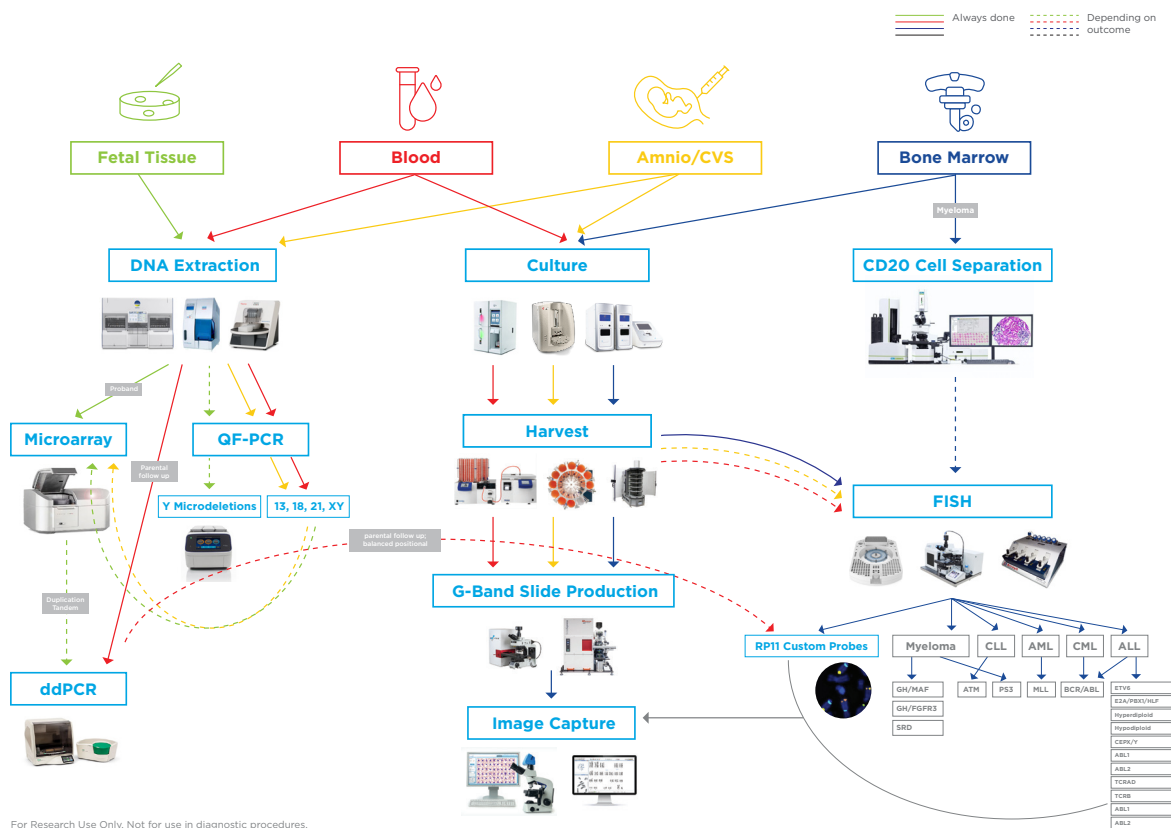 Always done
Depending on
outcome
Fetal Tissue
Blood
Amnio/CVS
Bone Marrow
Myeloma
DNA Extraction
Culture
CD20 Cell Separation
Proband
Microarray
QF-PCR
Harvest
Parental
follow up
Y Microdeletions
13, 18, 21, XY
FISH
parental follow up;
balanced positional
Duplication
Tandem
G-Band Slide Production
RP11 Custom Probes
Myeloma
CLL
AML
CML
ALL
ddPCR
GH/MAF
ATM
PS3
MLL
BCR/ABL
ETV6
GH/FGFR3
E2A/PBX1/HLF
SRD
Hyperdiploid
Hypodiploid
Image Capture
CEPX/Y
ABL1
ABL2
TCRAD
TCRB
ABL1
ABL2
For Research Use Only. Not for use in diagnostic procedures.